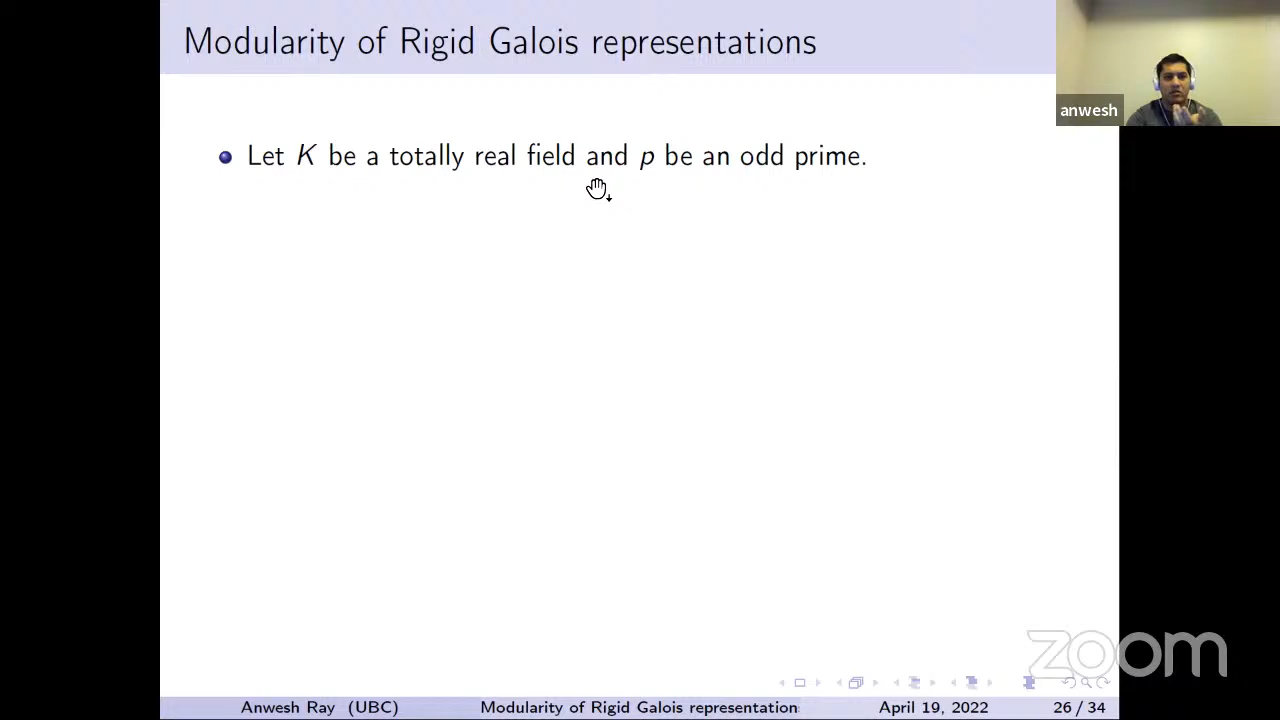 Modularity of Rigid Galois representations
anwesh
Let K be a totally real field and p be an odd prime.
zoom
Anwesh Ray (UBC) Modularity of Rigid Galois representation April 19, 2022 26 / 34